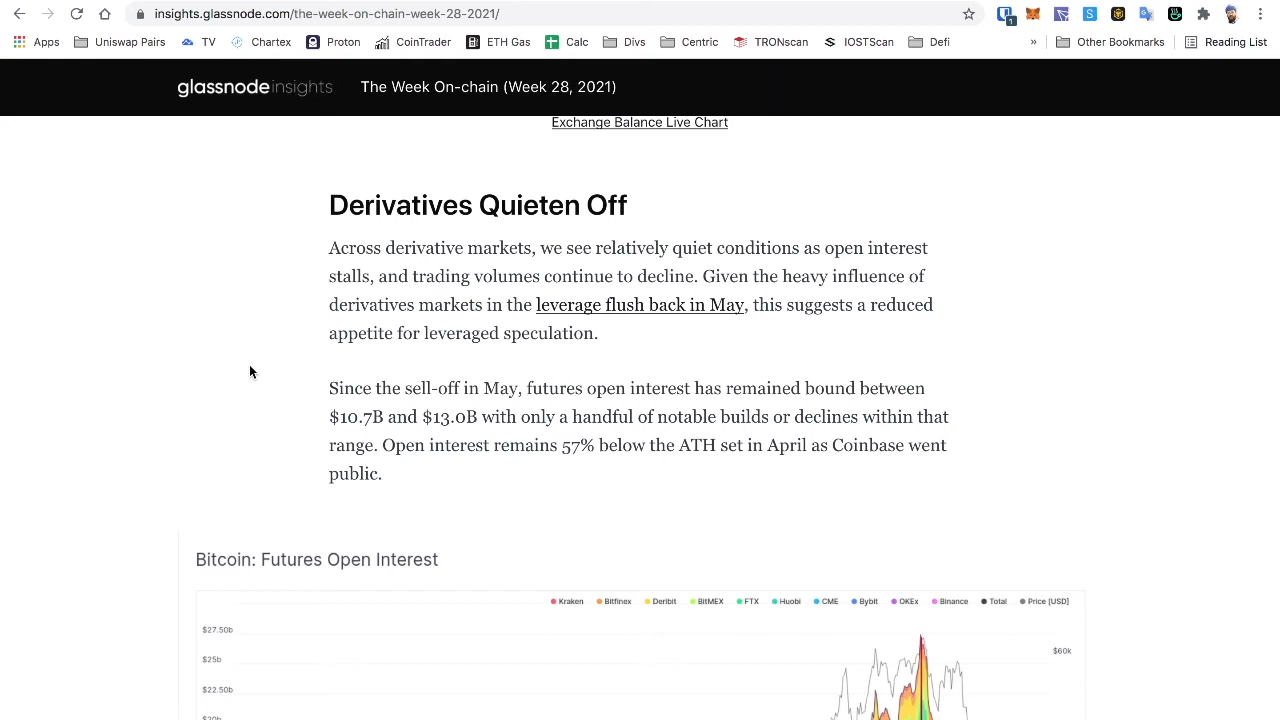 insights.glassnode.com/the-week-on-chain-week-28-2021/
1
Apps Uniswap Pairs TV Chartex Proton CoinTrader ETH Gas Calc Divs Centric TRONscan IOSTScan Defi » Other Bookmarks Reading List
glassnodeinsights The Week On-chain (Week 28, 2021)
Exchange Balance Live Chart
Derivatives Quieten Off
Across derivative markets, we see relatively quiet conditions as open interest
stalls, and trading volumes continue to decline. Given the heavy influence of
derivatives markets in the leverage flush back in May, this suggests a reduced
appetite for leveraged speculation.
Since the sell-off in May, futures open interest has remained bound between
$10.7B and $13.0B with only a handful of notable builds or declines within that
range. Open interest remains 57% below the ATH set in April as Coinbase went
public.
Bitcoin: Futures Open Interest
Kraken Bitfinex Deribit BitMEX FTX Huobi CME Bybit OKEx Binance Total Price [USD]
$27.50b
$25b
$60k
$22.50b
$20b